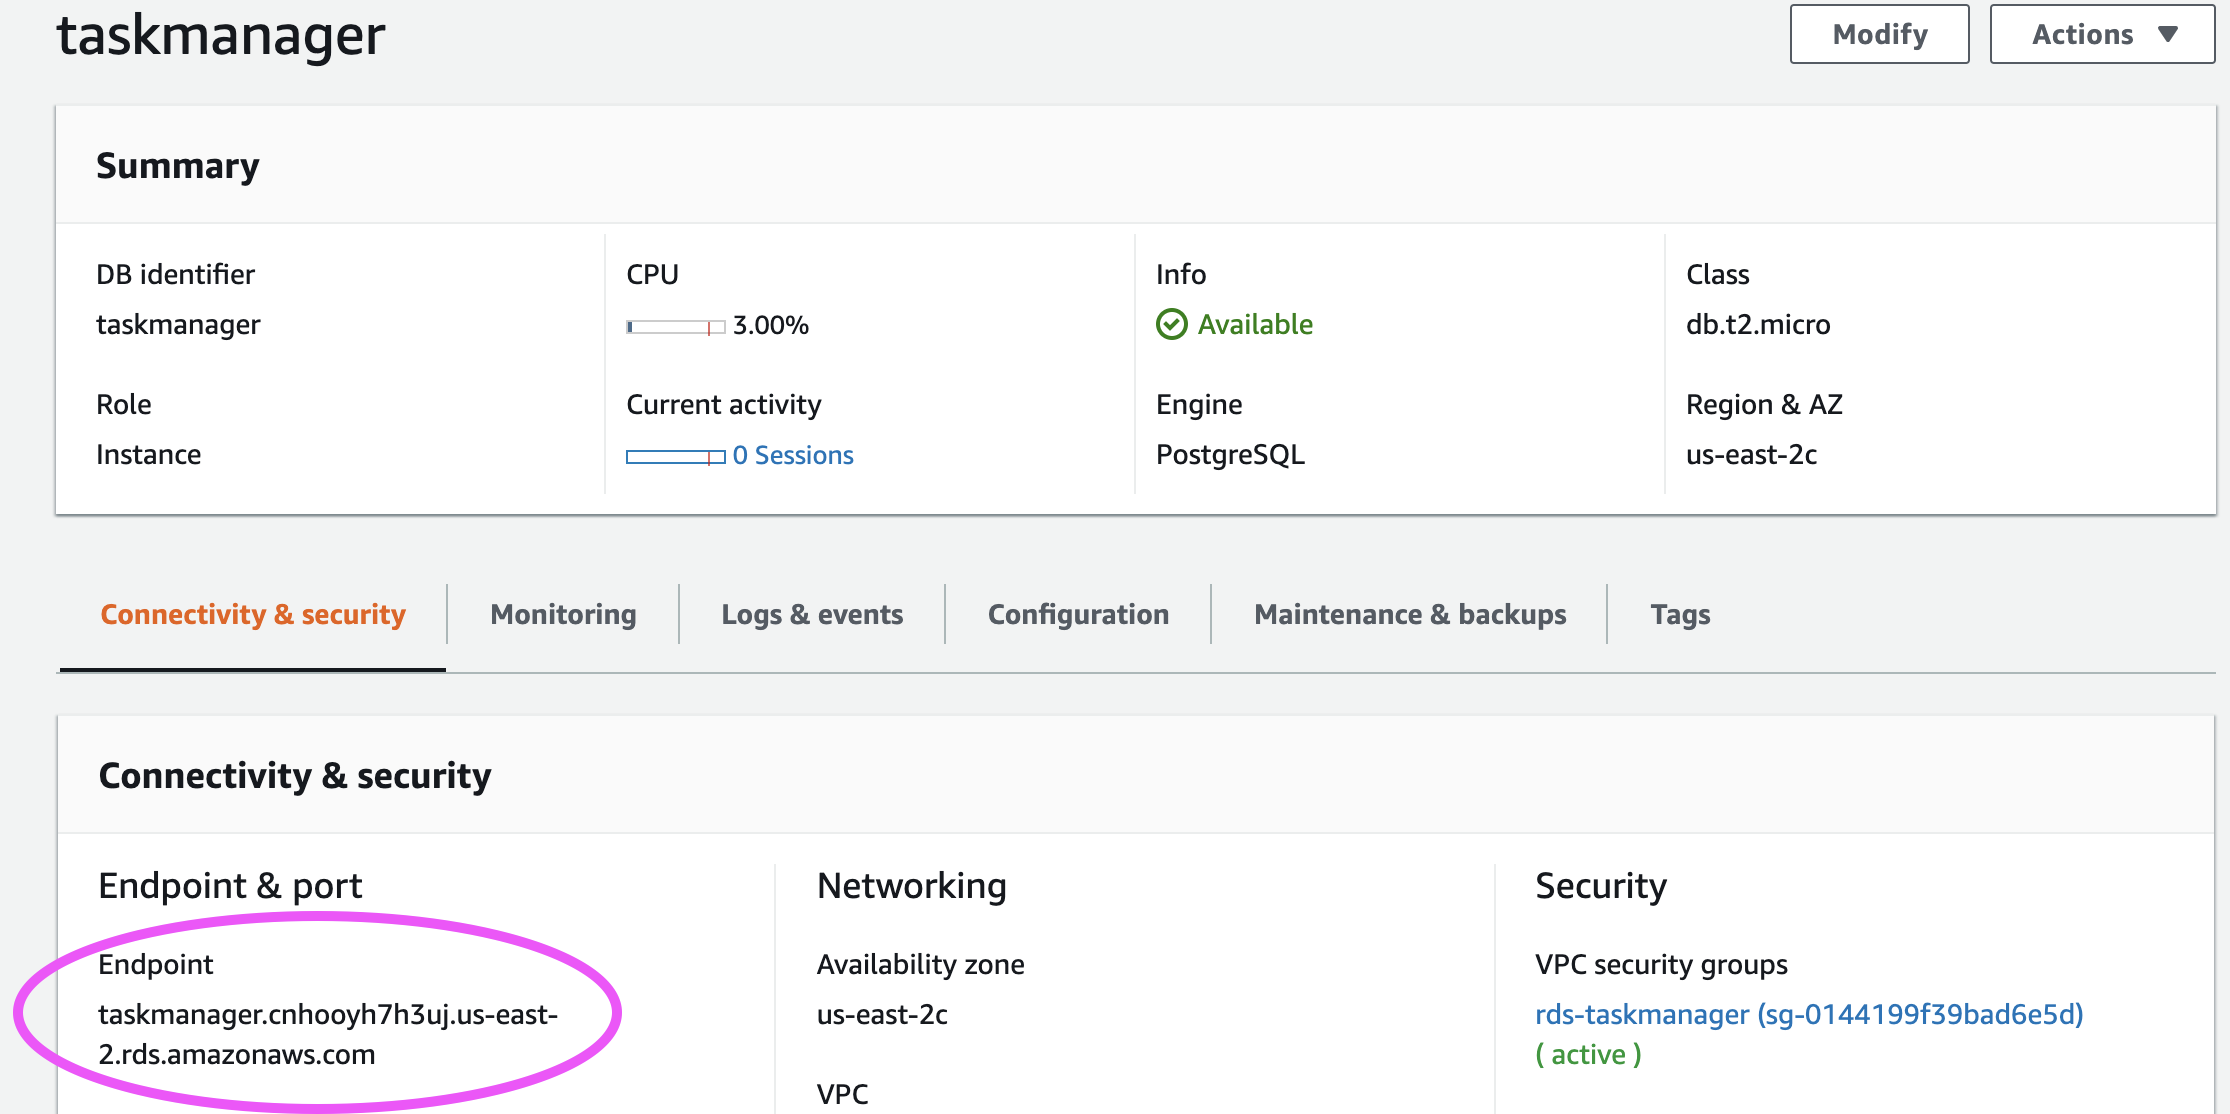 taskmanager
Modify
Actions
Summary
DB identifier
taskmanager
CPU
3.00%
Info
Available
Class
db.t2.micro
Role
Instance
Current activity
0 Sessions
Engine
PostgreSQL
Region & AZ
us-east-2c
Connectivity & security
Monitoring
Logs & events
Configuration
Maintenance & backups
Tags
Connectivity & security
Endpoint & port
Endpoint
taskmanager.cnhooyh7h3uj.us-east-
2.rds.amazonaws.com
Networking
Availability zone
us-east-2c
VPC
Security
VPC security groups
rds-taskmanager (sg-0144199f39bad6e5d)
( active )